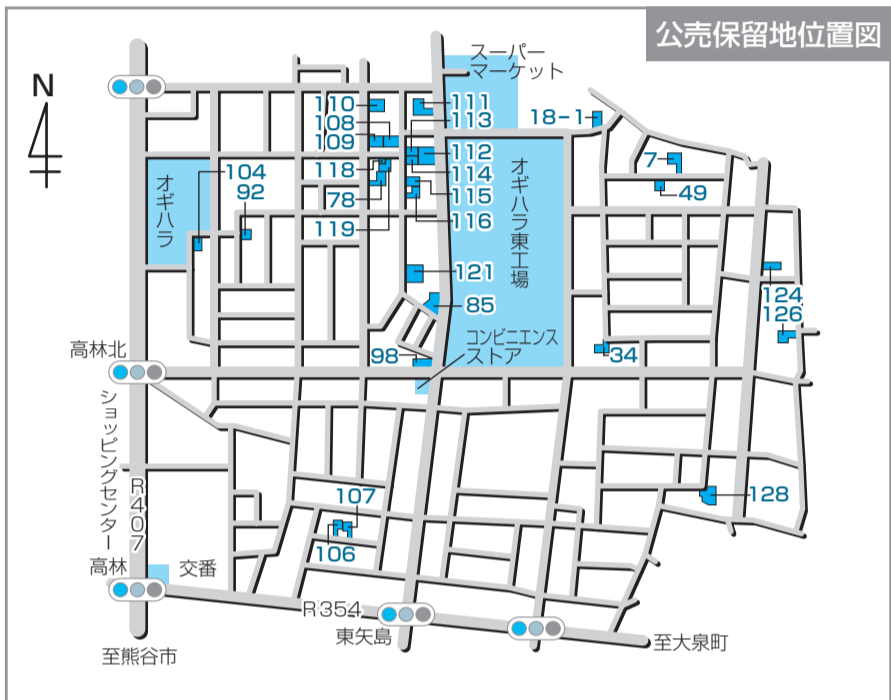 公売保留地位置図
N
スーパー
マーケット
110
111
108
113
109
112
118
114
78
115
119
116
18-1
7
49
104
92
オギハラ
オギハラ東工場
121
85
124
126
コンビニエンス
ストア
98
34
高林北
ショッピングセンター
R407
107
106
128
高林
交番
R354
東矢島
至熊谷市
至大泉町